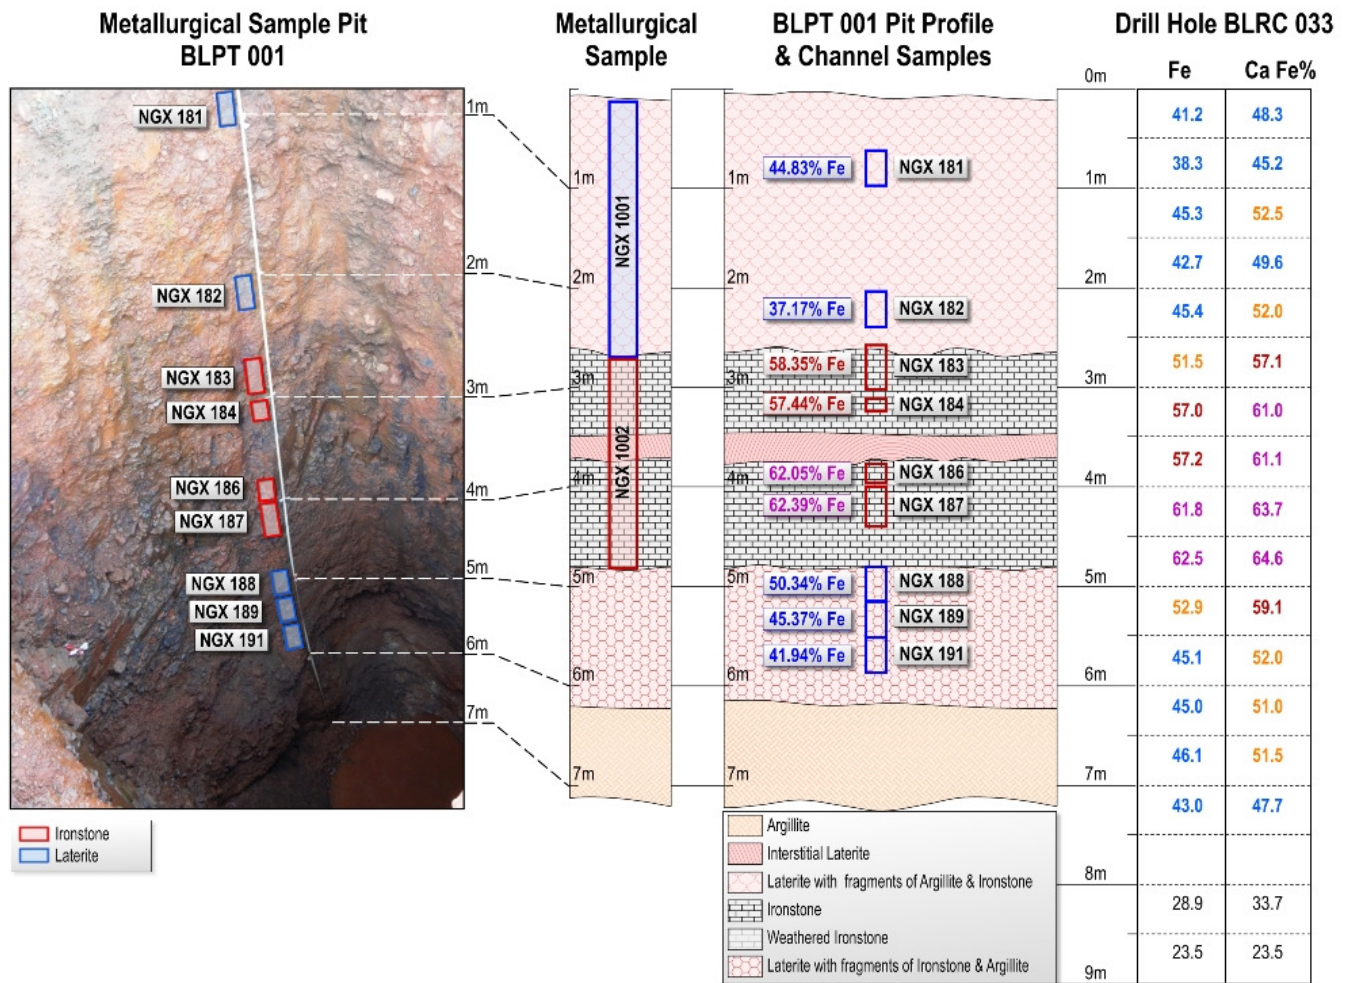 Metallurgical Sample Pit
BLPT 001
Metallurgical
Sample
BLPT 001 Pit Profile
& Channel Samples
Drill Hole BLRC 033
Fe
Ca Fe%
NGX 181
NGX 182
NGX 183
NGX 184
NGX 186
NGX 187
NGX 188
NGX 189
NGX 191
1m
2m
3m
4m
5m
6m
7m
Ironstone
Laterite
1m
2m
3m
4m
5m
6m
7m
NGX 1001
NGX 1002
1m
2m
3m
4m
5m
6m
7m
44.83% Fe NGX 181
37.17% Fe NGX 182
58.35% Fe NGX 183
57.44% Fe NGX 184
62.05% Fe NGX 186
62.39% Fe NGX 187
50.34% Fe NGX 188
45.37% Fe NGX 189
41.94% Fe NGX 191
Argillite
Interstitial Laterite
Laterite with fragments of Argillite & Ironstone
Ironstone
Weathered Ironstone
Laterite with fragments of Ironstone & Argillite
0m
1m
2m
3m
4m
5m
6m
7m
8m
9m
41.2 48.3
38.3 45.2
45.3 52.5
42.7 49.6
45.4 52.0
51.5 57.1
57.0 61.0
57.2 61.1
61.8 63.7
62.5 64.6
52.9 59.1
45.1 52.0
45.0 51.0
46.1 51.5
43.0 47.7
28.9 33.7
23.5 23.5